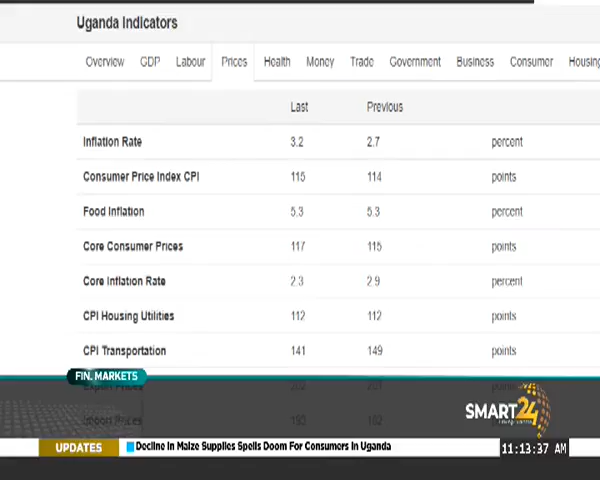 Uganda Indicators
Overview GDP Labour Prices Health Money Trade Government Business Consumer Housing
Last Previous
Inflation Rate 3.2 2.7 percent
Consumer Price Index CPI 115 114 points
Food Inflation 5.3 5.3 percent
Core Consumer Prices 117 115 points
Core Inflation Rate 2.3 2.9 percent
CPI Housing Utilities 112 112 points
CPI Transportation 141 149 points
FIN. MARKETS
Export Prices
Import Prices
SMART24
UPDATES Decline In Maize Supplies Spells Doom For Consumers In Uganda 11:13:37 AM